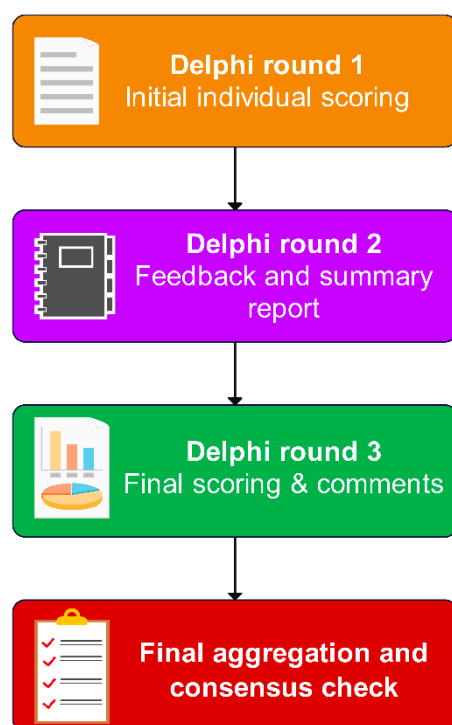 Delphi round 1
Initial individual scoring
Delphi round 2
Feedback and summary
report
Delphi round 3
Final scoring & comments
Final aggregation and
consensus check